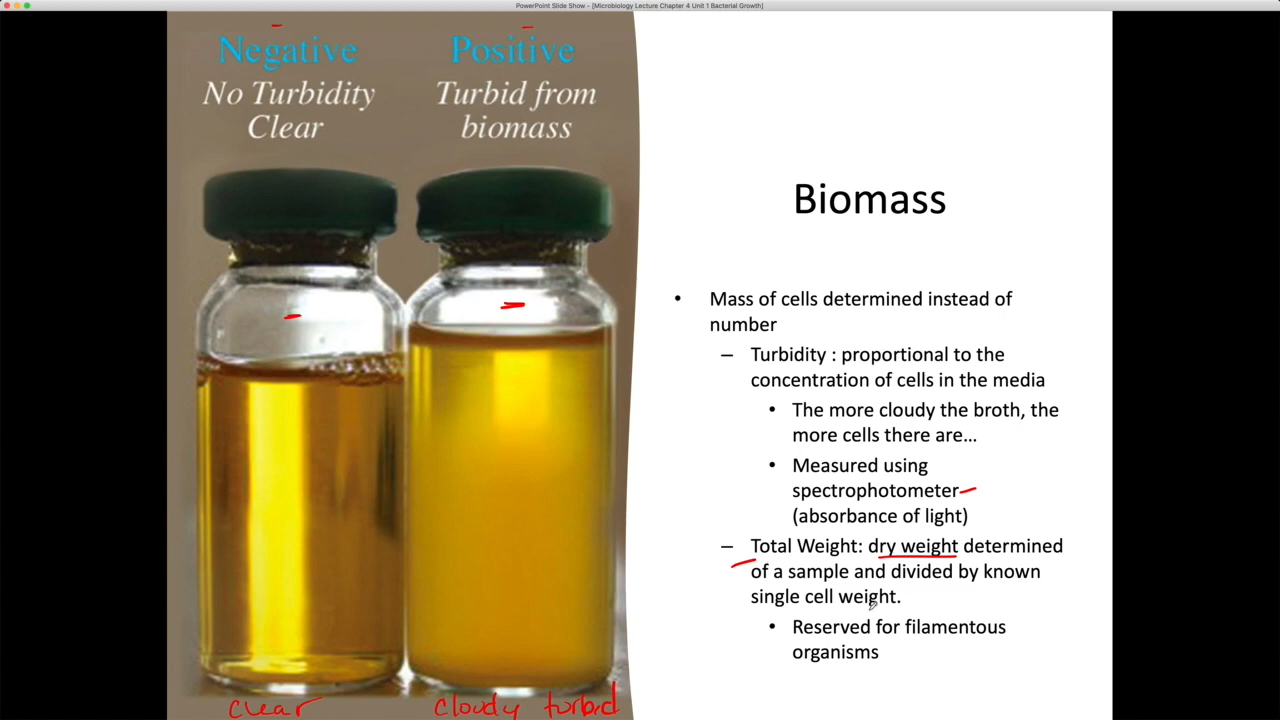 PowerPoint Slide Show - [Microbiology Lecture Chapter 4 Unit 1 Bacterial Growth]
Negative
No Turbidity
Clear
Positive
Turbid from
biomass
clear
cloudy turbid
Biomass
• Mass of cells determined instead of
number
– Turbidity : proportional to the
concentration of cells in the media
• The more cloudy the broth, the
more cells there are…
• Measured using
spectrophotometer
(absorbance of light)
– Total Weight: dry weight determined
of a sample and divided by known
single cell weight.
• Reserved for filamentous
organisms